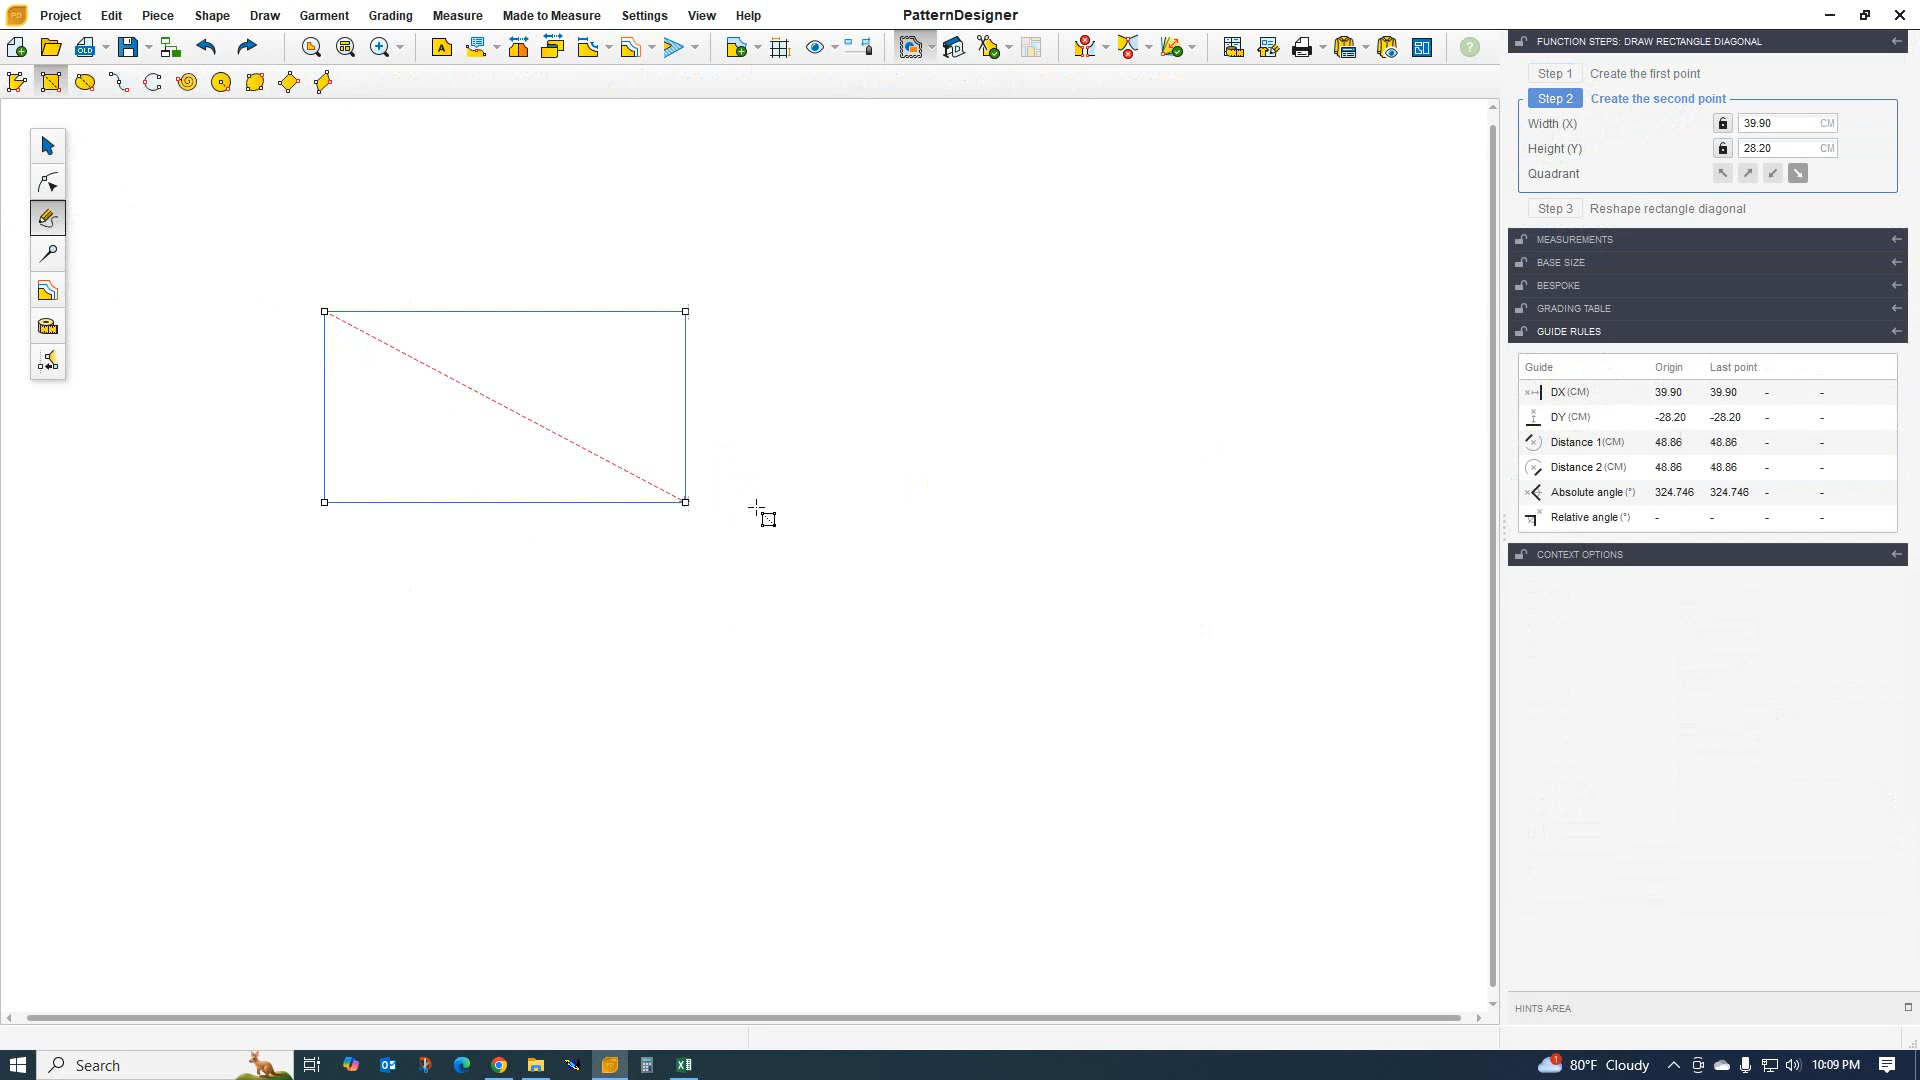 PD Project Edit Piece Shape Draw Garment Grading Measure Made to Measure Settings View Help PatternDesigner
OLD
A
?
FUNCTION STEPS: DRAW RECTANGLE DIAGONAL
Step 1 Create the first point
Step 2 Create the second point
Width (X) 39.90 CM
Height (Y) 28.20 CM
Quadrant
Step 3 Reshape rectangle diagonal
MEASUREMENTS
BASE SIZE
BESPOKE
GRADING TABLE
GUIDE RULES
Guide Origin Last point
DX (CM) 39.90 39.90 - -
DY (CM) -28.20 -28.20 - -
Distance 1(CM) 48.86 48.86 - -
Distance 2 (CM) 48.86 48.86 - -
Absolute angle (°) 324.746 324.746 - -
Relative angle (°) - - - -
CONTEXT OPTIONS
HINTS AREA
Search
1 80°F Cloudy 10:09 PM